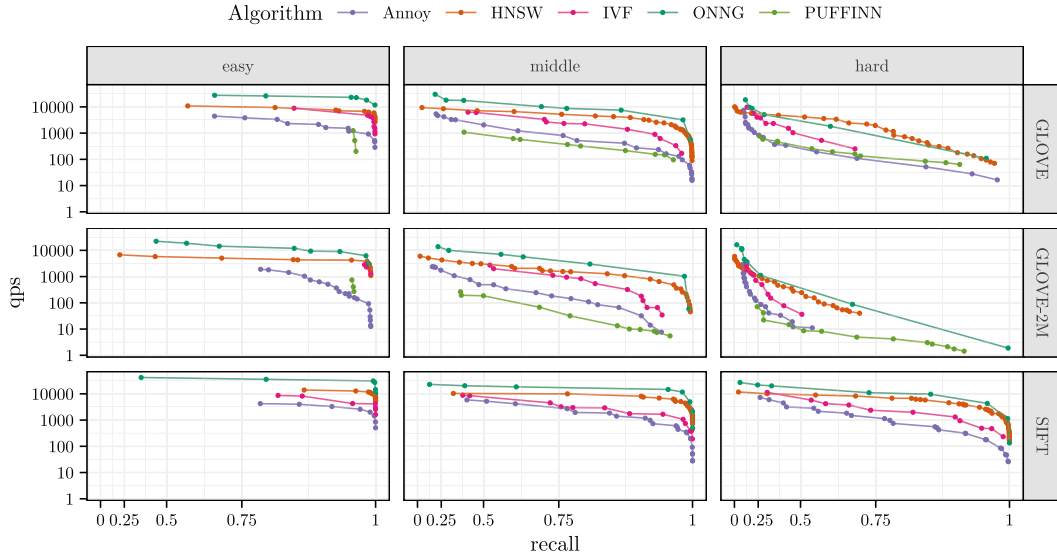 Algorithm Annoy HNSW IVF ONNG PUFFINN
easy middle hard
10000
1000
100
10
1
GLOVE
10000
1000
100
10
1
GLOVE-2M
qps
10000
1000
100
10
1
SIFT
0 0.25 0.5 0.75 1 0 0.25 0.5 0.75 1 0 0.25 0.5 0.75 1
recall